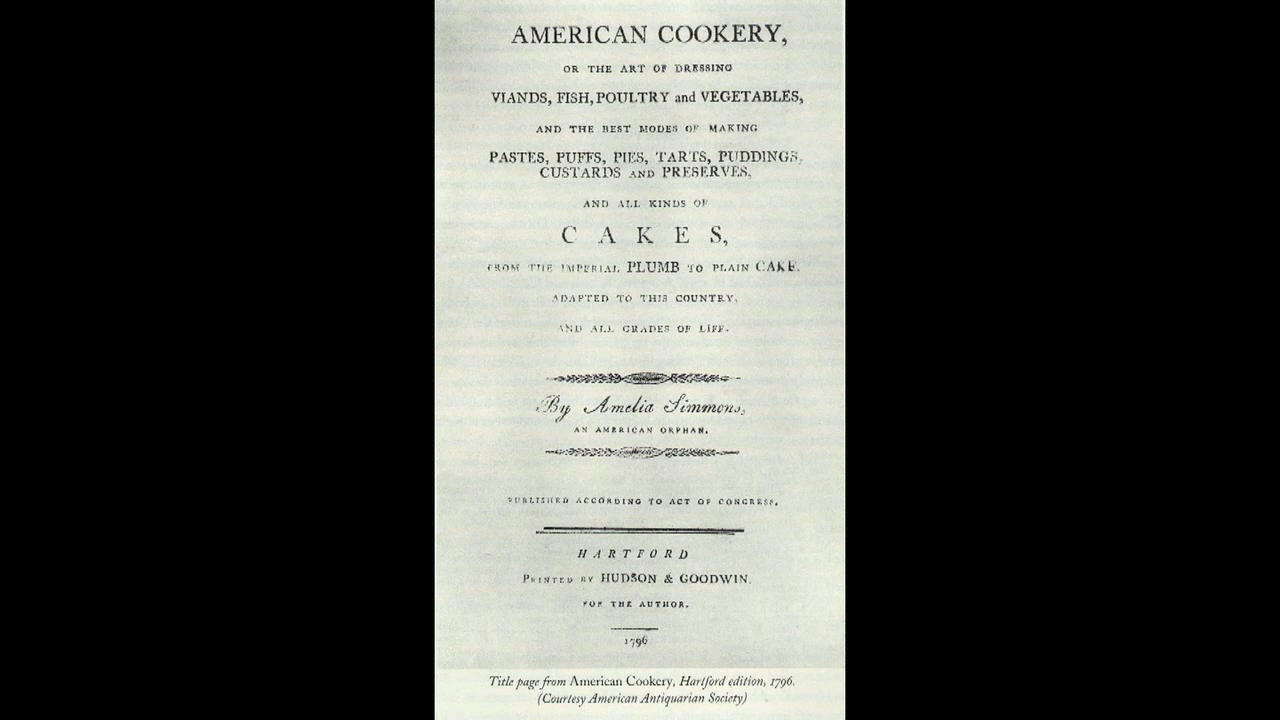 AMERICAN COOKERY,
OR THE ART OF DRESSING
VIANDS, FISH, POULTRY and VEGETABLES,
AND THE BEST MODES OF MAKING
PASTES, PUFFS, PIES, TARTS, PUDDINGS,
CUSTARDS AND PRESERVES,
AND ALL KINDS OF
CAKES,
FROM THE IMPERIAL PLUMB TO PLAIN CAKE.
ADAPTED TO THIS COUNTRY,
AND ALL GRADES OF LIFE.
By Amelia Simmons,
AN AMERICAN ORPHAN.
PUBLISHED ACCORDING TO ACT OF CONGRESS.
HARTFORD
PRINTED BY HUDSON & GOODWIN.
FOR THE AUTHOR.
1796
Title page from American Cookery, Hartford edition, 1796.
(Courtesy American Antiquarian Society)